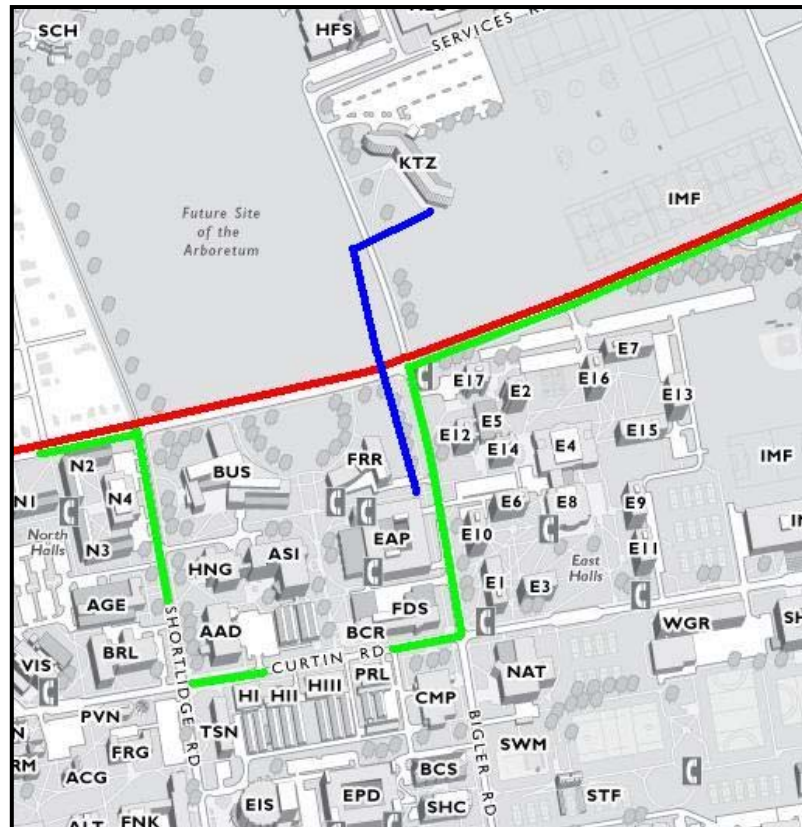 SCH
HFS
SERVICES R
KTZ
IMF
Future Site
of the
Arboretum
E7
E17
E16
E2
E13
E5
E12
E15
E14
E4
N2
FRR
BUS
IMF
N1
N4
E6
E8
E9
North
Halls
EAP
E10
N3
ASI
E11
HNG
East
Halls
E1
E3
AGE
FDS
SHORTLIDGE RD
AAD
BCR
WGR
SH
BRL
CURTIN RD
VIS
NAT
PRL
HIII
HI
HII
CMP
PVN
TSN
BIGLER RD
FRG
SWM
RM
ACG
BCS
EIS
EPD
STF
SHC
ALT
FNK